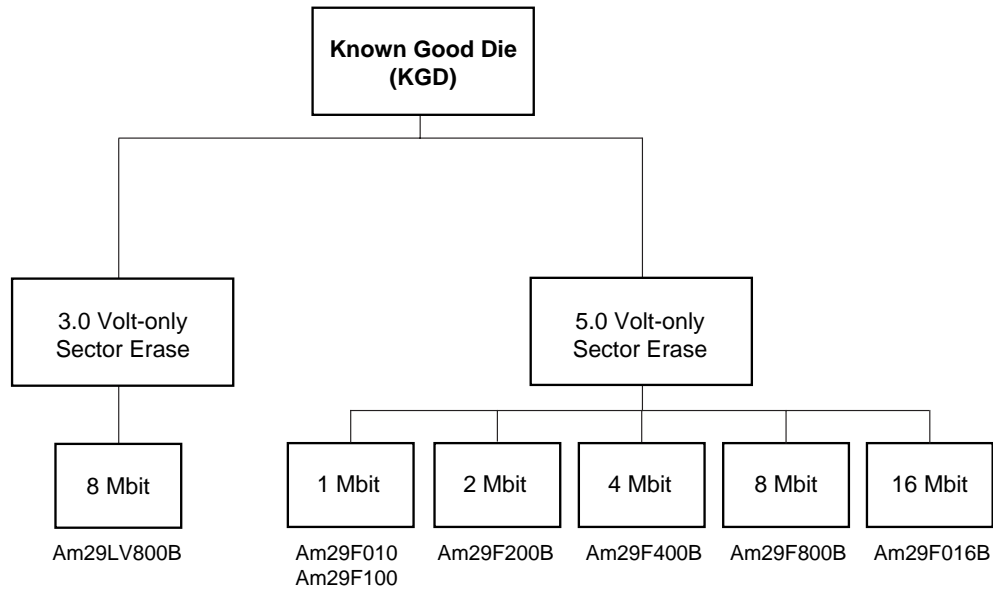 Known Good Die
(KGD)
3.0 Volt-only
Sector Erase
5.0 Volt-only
Sector Erase
8 Mbit
1 Mbit
2 Mbit
4 Mbit
8 Mbit
16 Mbit
Am29LV800B
Am29F010
Am29F100
Am29F200B
Am29F400B
Am29F800B
Am29F016B